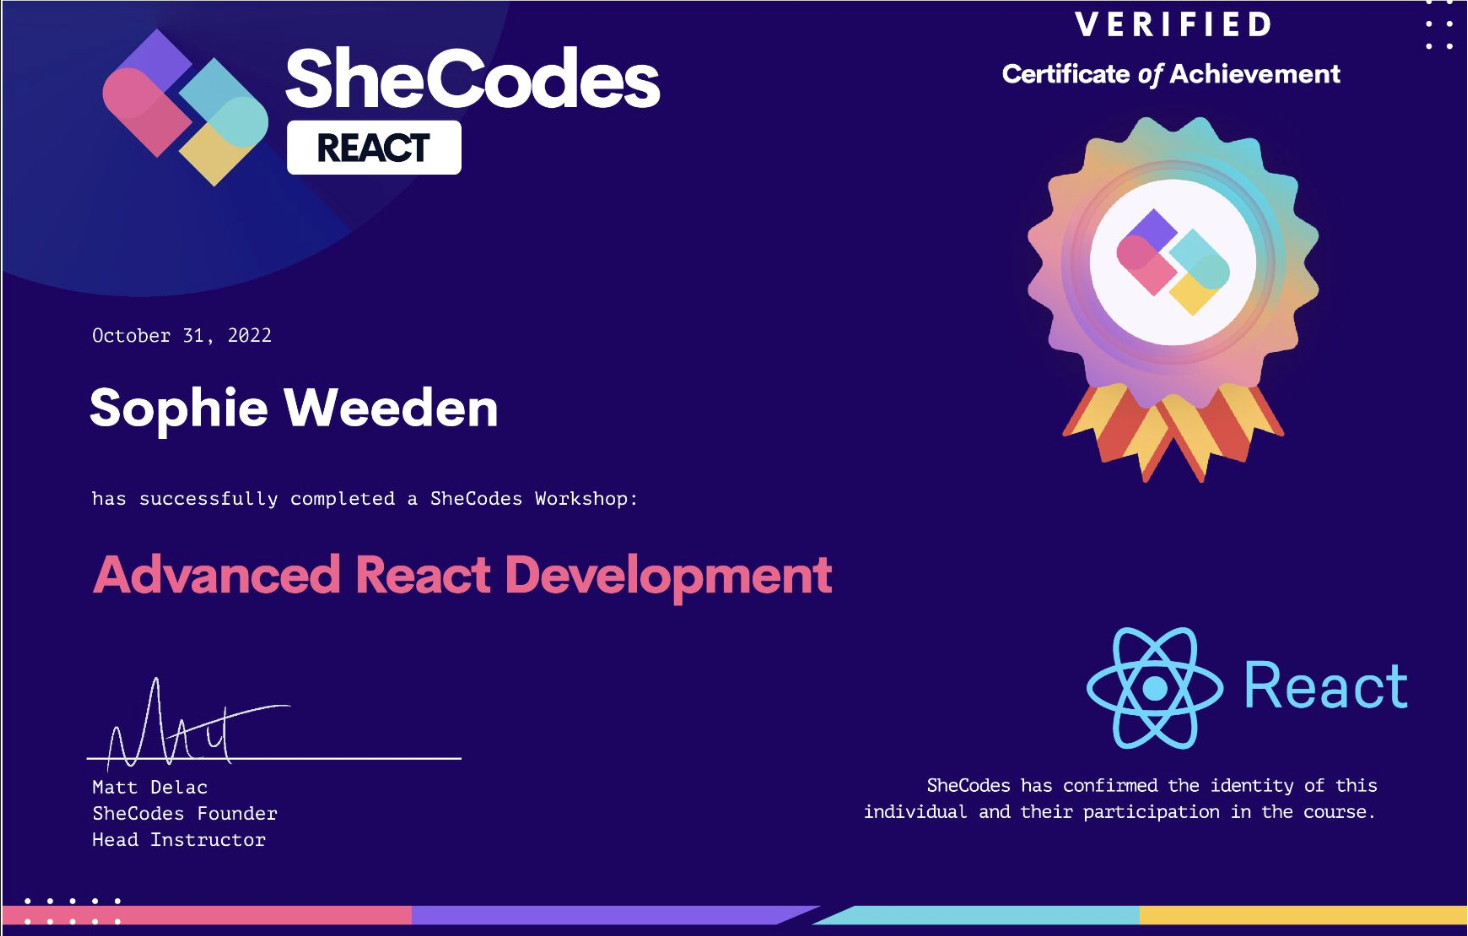 SheCodes
REACT
VERIFIED
Certificate of Achievement
October 31, 2022
Sophie Weeden
has successfully completed a SheCodes Workshop:
Advanced React Development
Matt Delac
SheCodes Founder
Head Instructor
React
SheCodes has confirmed the identity of this
individual and their participation in the course.